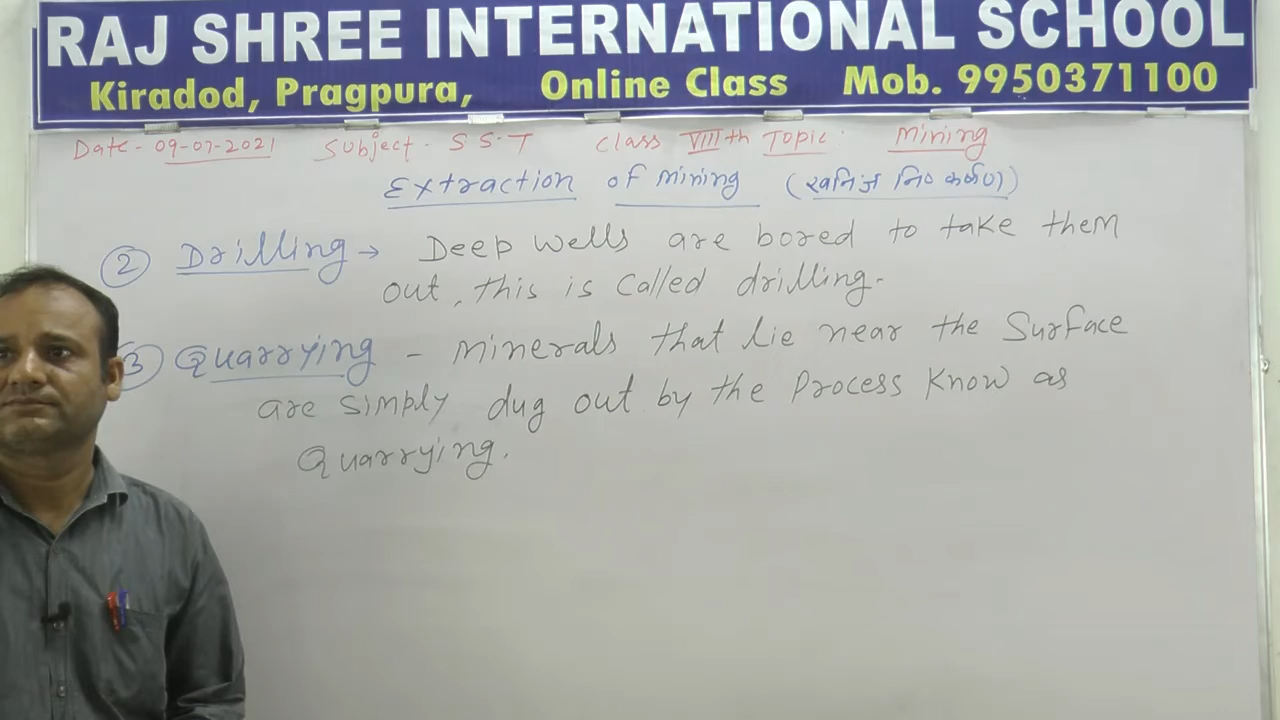 RAJ SHREE INTERNATIONAL SCHOOL
Kiradod, Pragpura, Online Class Mob. 9950371100
Date - 09-07-2021 Subject - S.S.T Class VIIIth Topic: Mining
Extraction of Mining (खनिज निष्कर्षण)
② Drilling → Deep wells are bored to take them
out, this is called drilling.
③ Quarrying - Minerals that lie near the Surface
are simply dug out by the Process Know as
Quarrying.